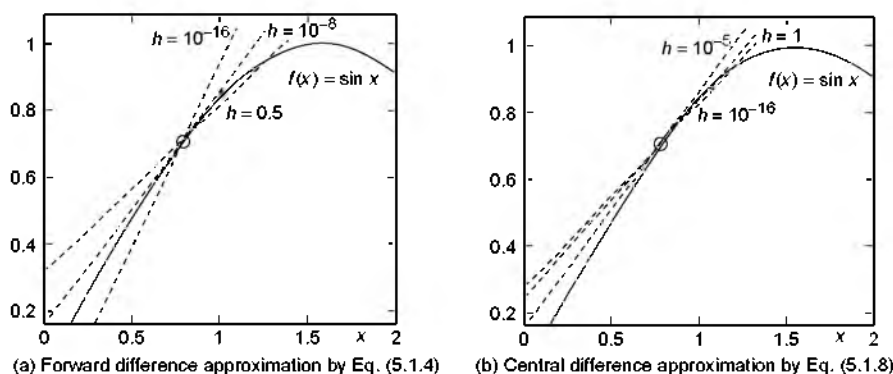 h = 10⁻¹⁶
h = 10⁻⁸
f(x) = sin x
h = 0.5
1
0.8
0.6
0.4
0.2
0
0.5
1
1.5
x
2
(a) Forward difference approximation by Eq. (5.1.4)
h = 10⁻⁵
h = 1
f(x) = sin x
h = 10⁻¹⁶
1
0.8
0.6
0.4
0.2
0
0.5
1
1.5
x
2
(b) Central difference approximation by Eq. (5.1.8)